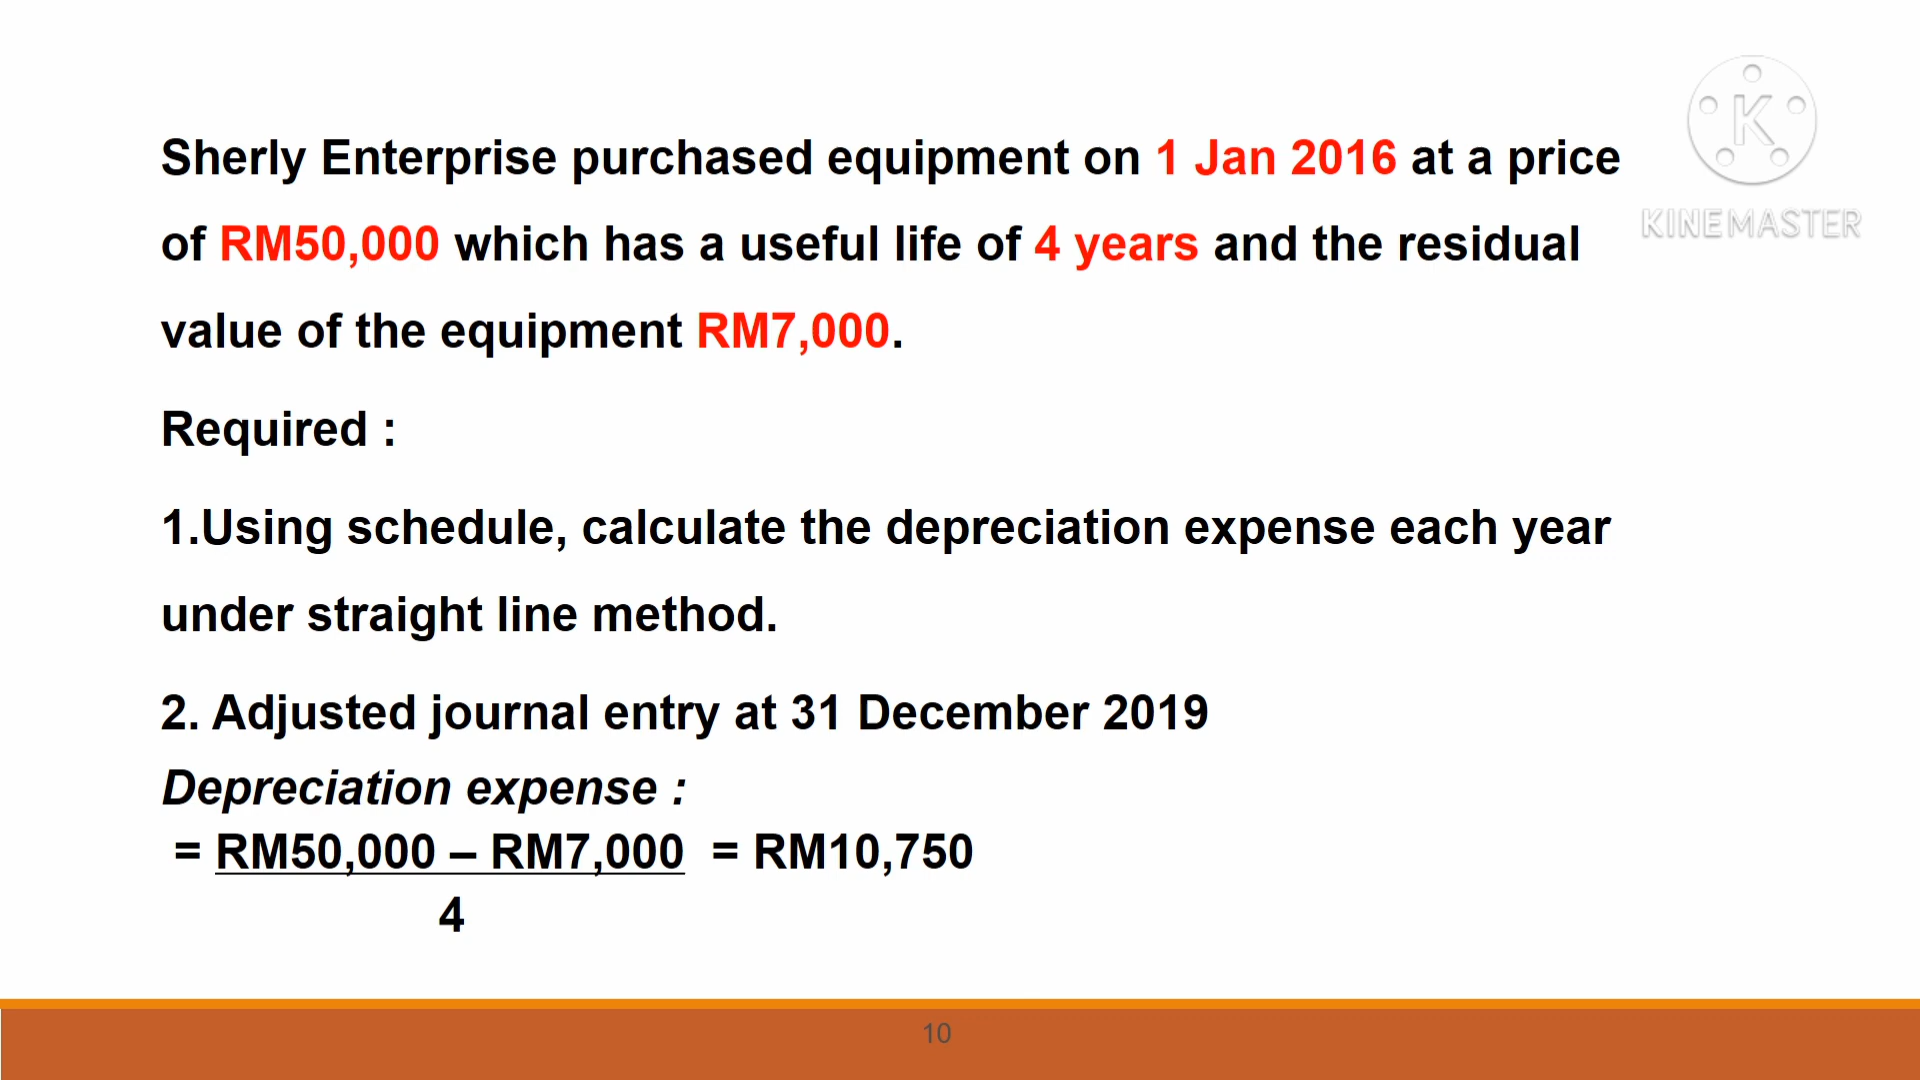 Sherly Enterprise purchased equipment on 1 Jan 2016 at a price
of RM50,000 which has a useful life of 4 years and the residual
value of the equipment RM7,000.
Required :
1.Using schedule, calculate the depreciation expense each year
under straight line method.
2. Adjusted journal entry at 31 December 2019
Depreciation expense :
= RM50,000 – RM7,000 = RM10,750
4
10
K
KINEMASTER